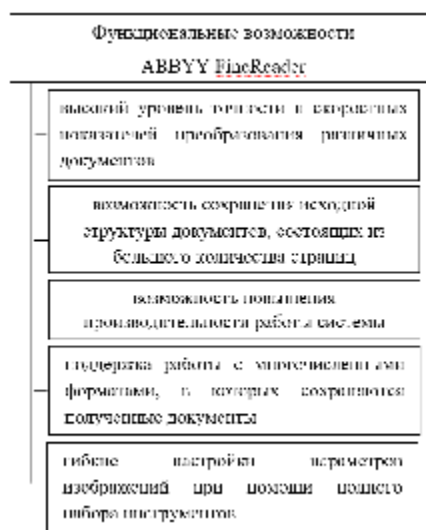 Функциональные возможности
ABBYY FineReader
высокий уровень точности и скоростных
показателей преобразования различных
документов
возможность сохранения исходной
структуры документов, состоящих из
большого количества страниц
возможность повышения
производительности работы системы
поддержка работы с многочисленными
форматами, в которых сохраняются
полученные документы
гибкие настройки параметров
изображений при помощи полного
набора инструментов